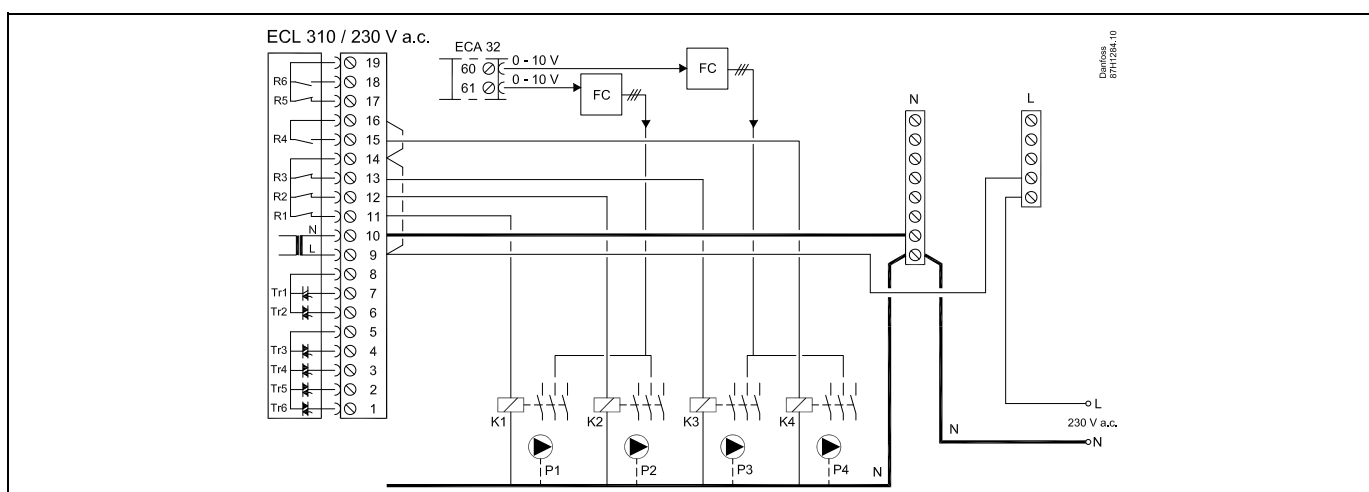 ECL 310 / 230 V a.c.
ECA 32
60 0 - 10 V
61 0 - 10 V
FC
FC
Danfoss
87H1284.10
N
L
19
R6 18
R5 17
16
R4 15
14
R3 13
R2 12
R1 11
N 10
L 9
8
Tr1 7
Tr2 6
5
Tr3 4
Tr4 3
Tr5 2
Tr6 1
K1 K2 K3 K4
P1 P2 P3 P4
N
N
L
230 V a.c.
N